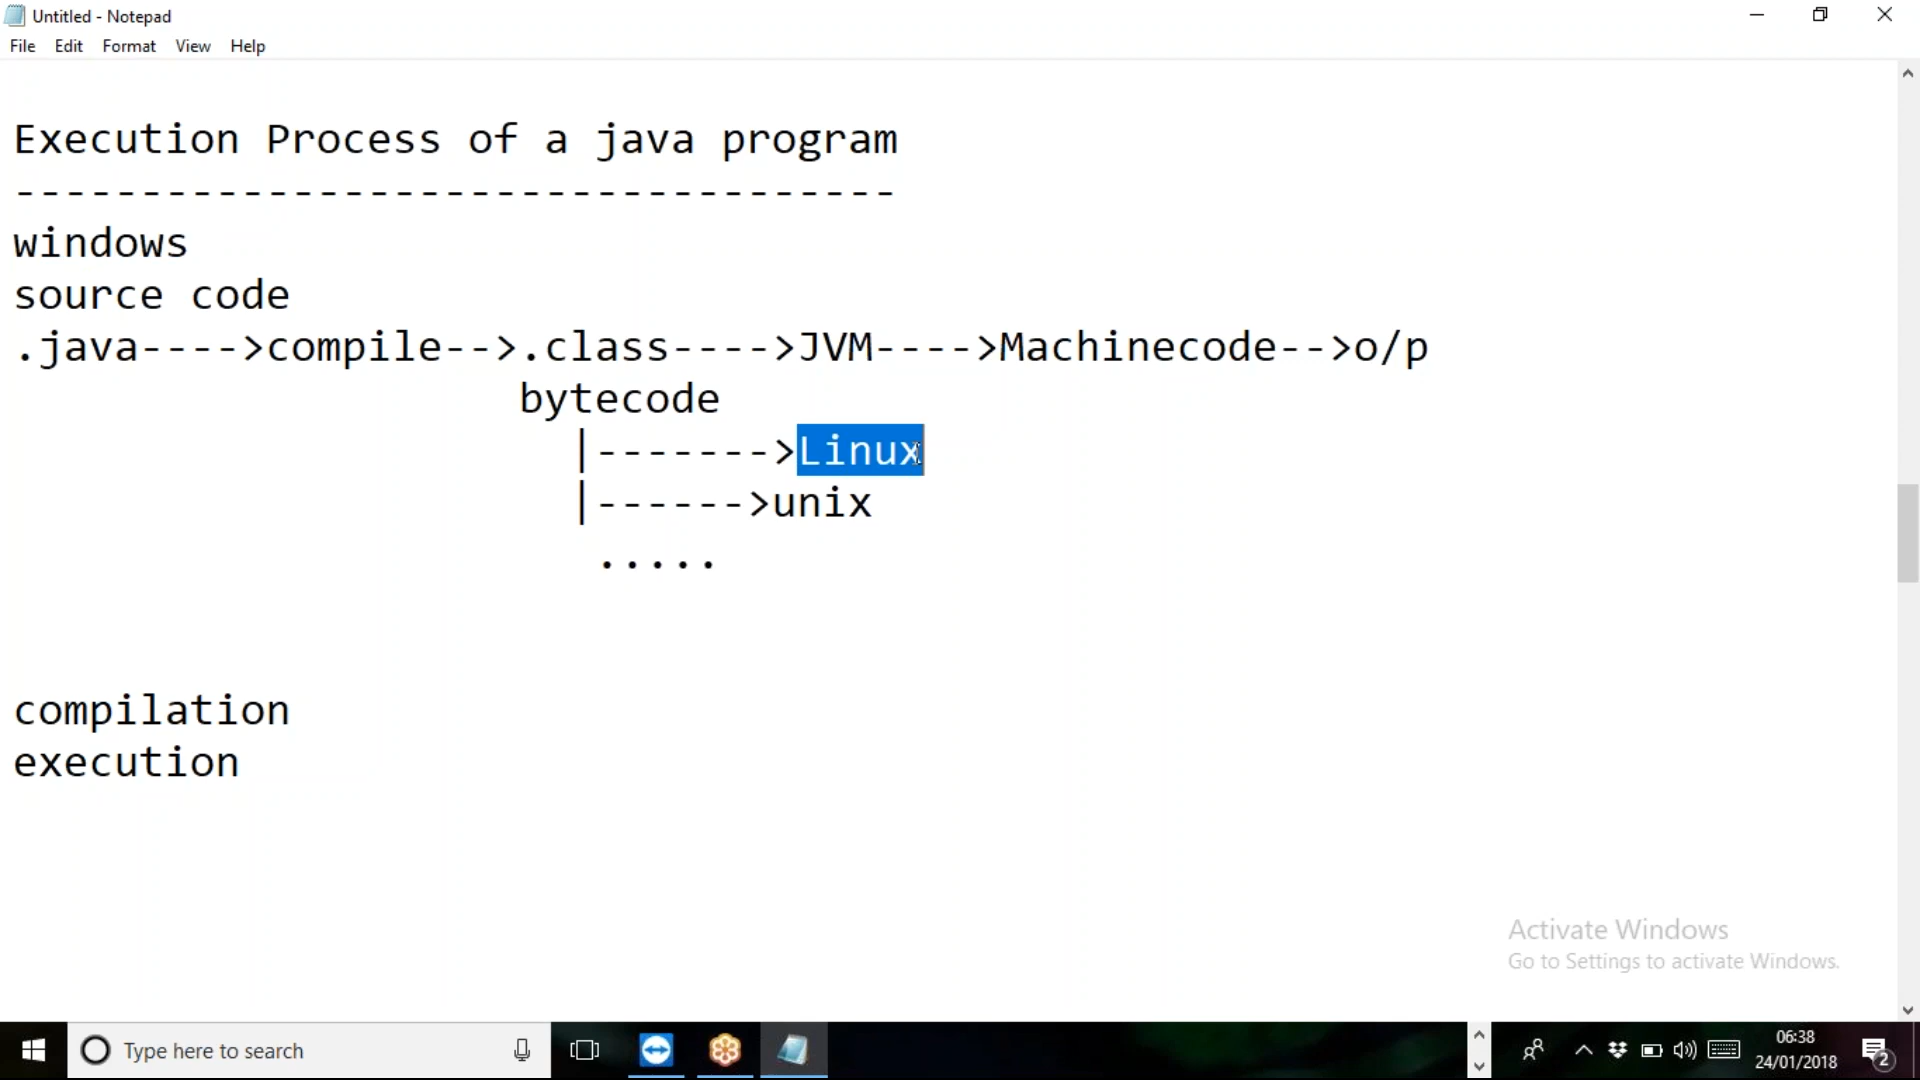 Untitled - Notepad
File Edit Format View Help
Execution Process of a java program
-----------------------------------
windows
source code
.java---->compile-->.class---->JVM---->Machinecode-->o/p
bytecode
|------->Linux
|------>unix
.....
compilation
execution
Activate Windows
Go to Settings to activate Windows.
Type here to search
06:38
24/01/2018
2